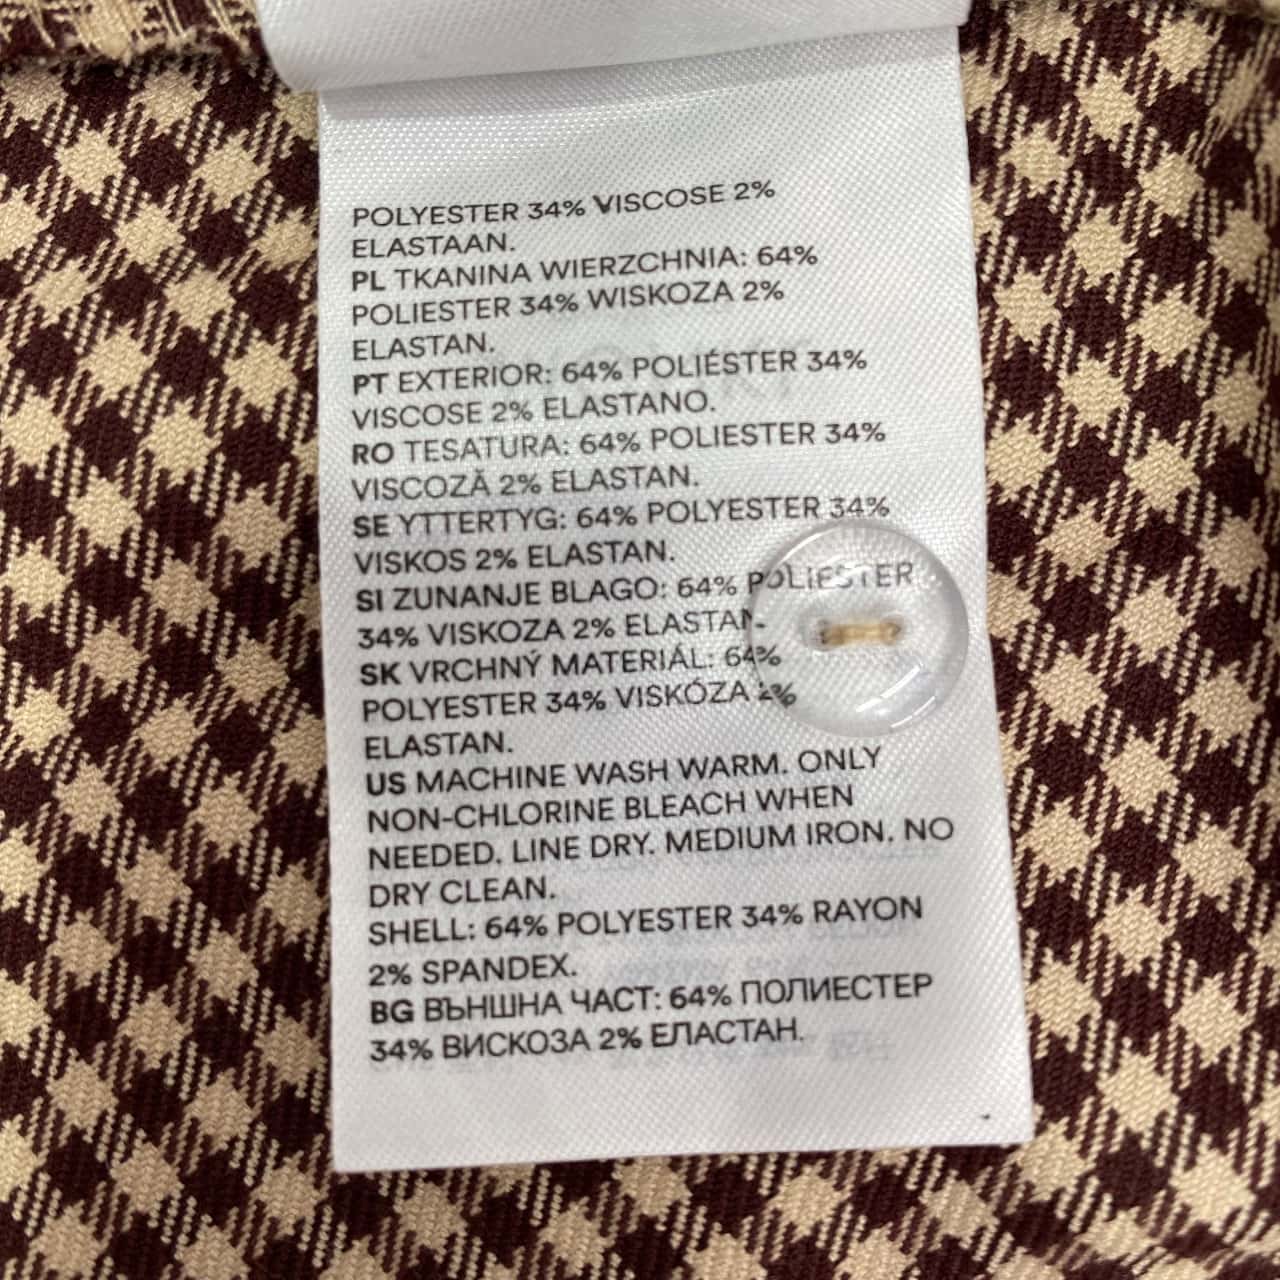 POLYESTER 34% VISCOSE 2%
ELASTAAN.
PL TKANINA WIERZCHNIA: 64%
POLIESTER 34% WISKOZA 2%
ELASTAN.
PT EXTERIOR: 64% POLIÉSTER 34%
VISCOSE 2% ELASTANO.
RO TESATURA: 64% POLIESTER 34%
VISCOZĂ 2% ELASTAN.
SE YTTERTYG: 64% POLYESTER 34%
VISKOS 2% ELASTAN.
SI ZUNANJE BLAGO: 64% POLIESTER
34% VISKOZA 2% ELASTAN.
SK VRCHNÝ MATERIÁL: 64%
POLYESTER 34% VISKÓZA 2%
ELASTAN.
US MACHINE WASH WARM. ONLY
NON-CHLORINE BLEACH WHEN
NEEDED. LINE DRY. MEDIUM IRON. NO
DRY CLEAN.
SHELL: 64% POLYESTER 34% RAYON
2% SPANDEX.
BG ВЪНШНА ЧАСТ: 64% ПОЛИЕСТЕР
34% ВИСКОЗА 2% ЕЛАСТАН.